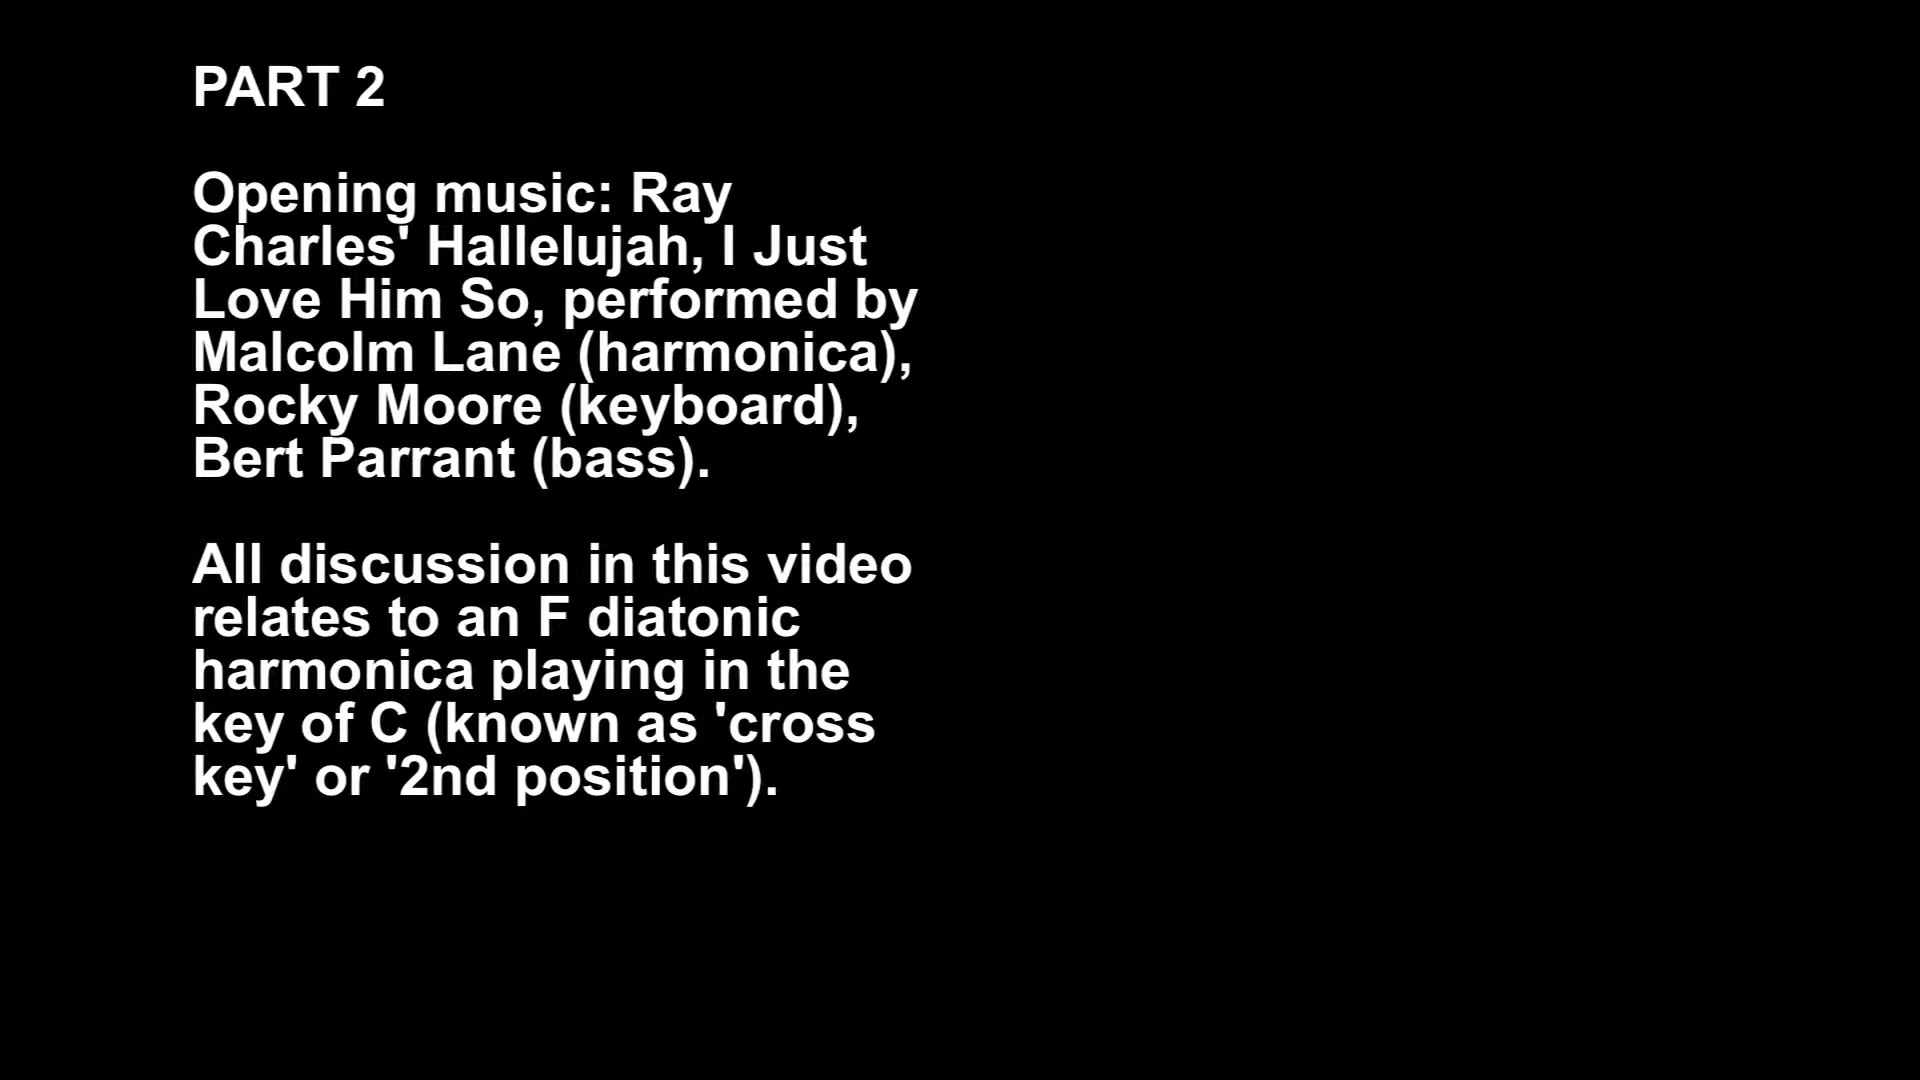 PART 2
Opening music: Ray
Charles' Hallelujah, I Just
Love Him So, performed by
Malcolm Lane (harmonica),
Rocky Moore (keyboard),
Bert Parrant (bass).
All discussion in this video
relates to an F diatonic
harmonica playing in the
key of C (known as 'cross
key' or '2nd position').